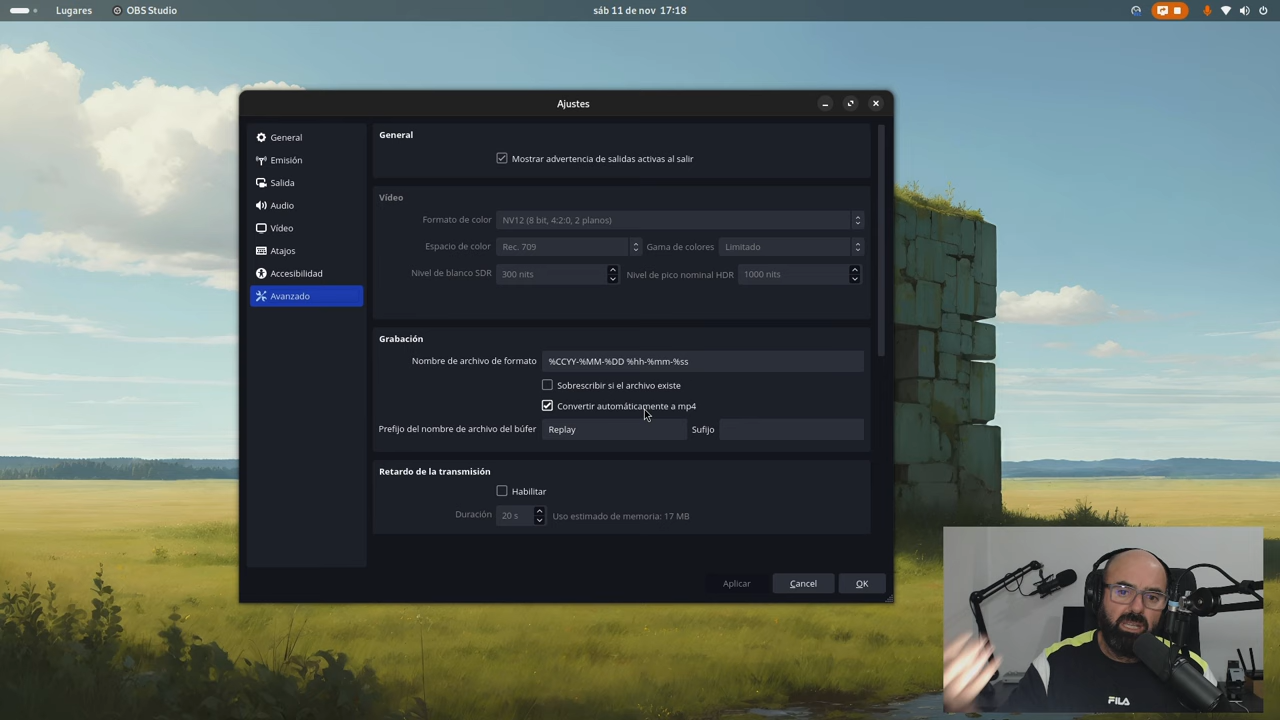 Lugares OBS Studio sáb 11 de nov 17:18
Ajustes
General
Emisión
Salida
Audio
Vídeo
Atajos
Accesibilidad
Avanzado
General
Mostrar advertencia de salidas activas al salir
Vídeo
Formato de color NV12 (8 bit, 4:2:0, 2 planos)
Espacio de color Rec. 709 Gama de colores Limitado
Nivel de blanco SDR 300 nits Nivel de pico nominal HDR 1000 nits
Grabación
Nombre de archivo de formato %CCYY-%MM-%DD %hh-%mm-%ss
Sobrescribir si el archivo existe
Convertir automáticamente a mp4
Prefijo del nombre de archivo del búfer Replay Sufijo
Retardo de la transmisión
Habilitar
Duración 20 s Uso estimado de memoria: 17 MB
Aplicar Cancel OK
FILA